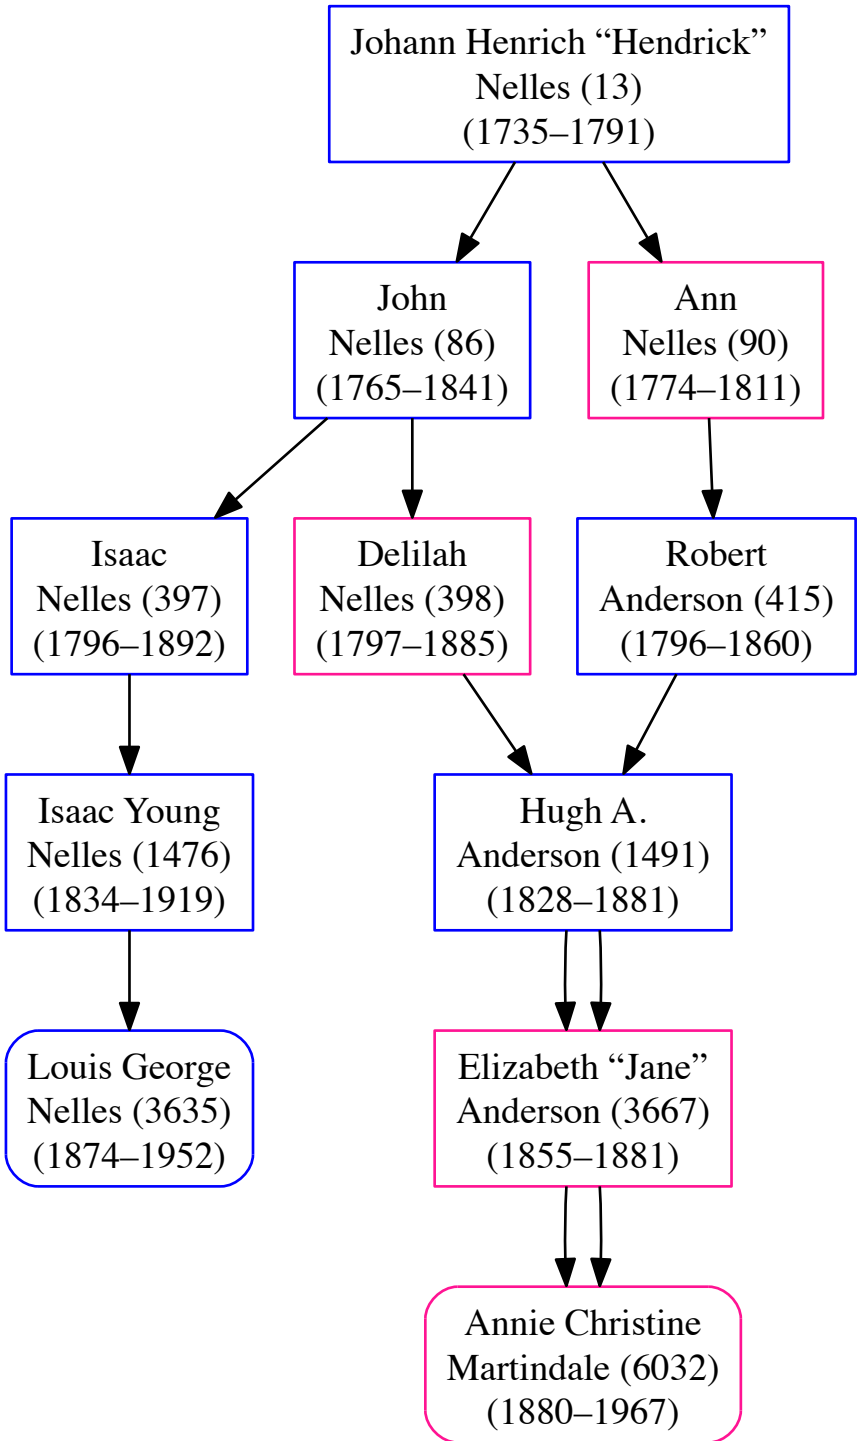 Johann Henrich “Hendrick”
Nelles (13)
(1735–1791)
John
Nelles (86)
(1765–1841)
Ann
Nelles (90)
(1774–1811)
Isaac
Nelles (397)
(1796–1892)
Delilah
Nelles (398)
(1797–1885)
Robert
Anderson (415)
(1796–1860)
Isaac Young
Nelles (1476)
(1834–1919)
Hugh A.
Anderson (1491)
(1828–1881)
Louis George
Nelles (3635)
(1874–1952)
Elizabeth “Jane”
Anderson (3667)
(1855–1881)
Annie Christine
Martindale (6032)
(1880–1967)